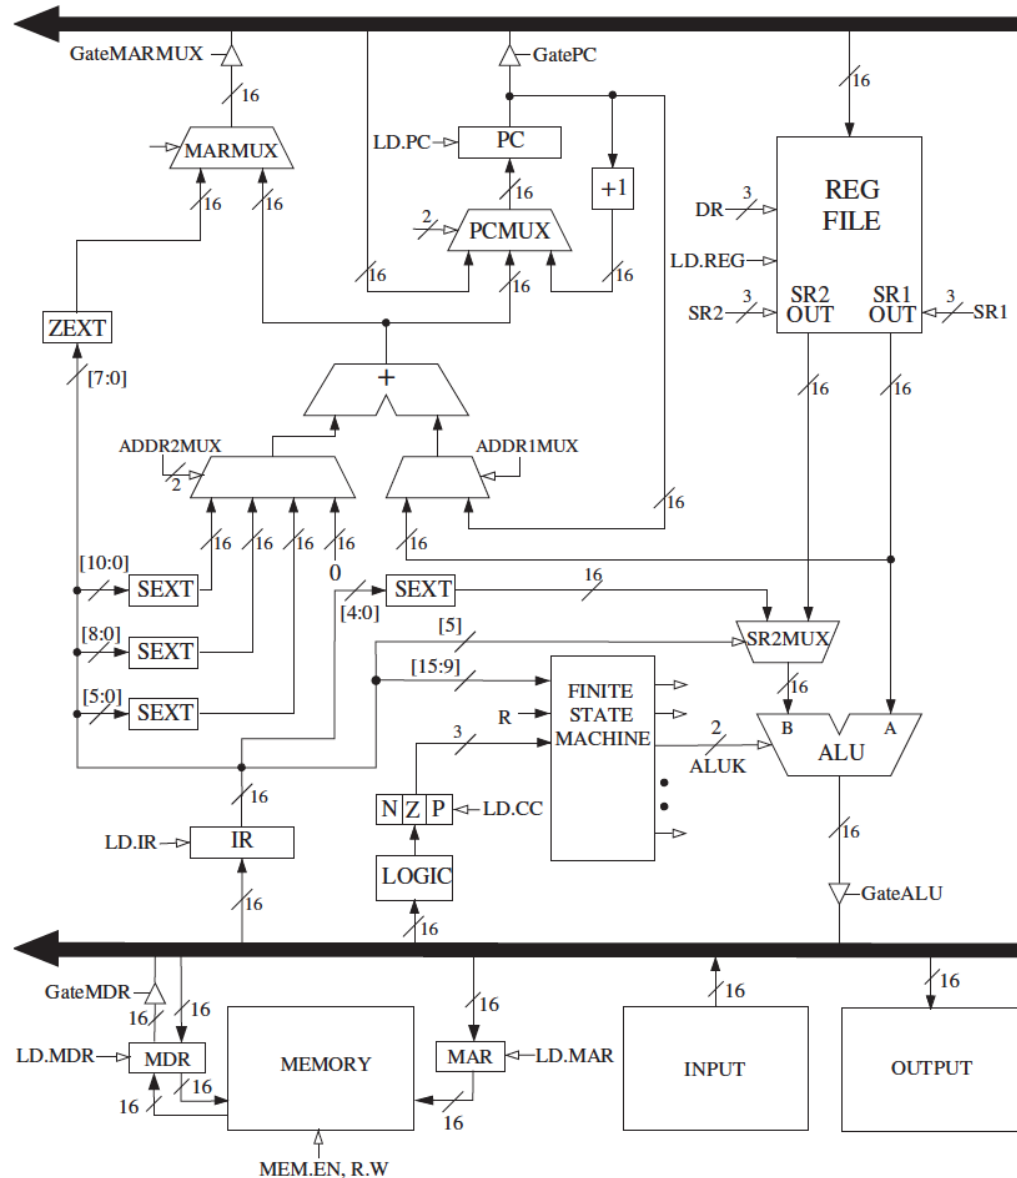 GateMARMUX
GatePC
16
16
MARMUX
LD.PC
PC
16
+1
REG
FILE
3
DR
16
16
2
PCMUX
LD.REG
16
16
16
3
SR2
SR2
OUT
SR1
OUT
3
SR1
ZEXT
[7:0]
+
16
16
ADDR2MUX
2
ADDR1MUX
16
16
16
16
16
16
0
[10:0]
SEXT
[4:0]
SEXT
16
[8:0]
SEXT
[5]
SR2MUX
[15:9]
16
[5:0]
SEXT
R
FINITE
STATE
MACHINE
3
2
ALUK
B
A
ALU
16
N Z P
LD.CC
LD.IR
IR
LOGIC
16
16
16
GateALU
GateMDR
16
16
16
16
16
LD.MDR
MDR
MEMORY
MAR
LD.MAR
INPUT
OUTPUT
16
16
16
MEM.EN, R.W